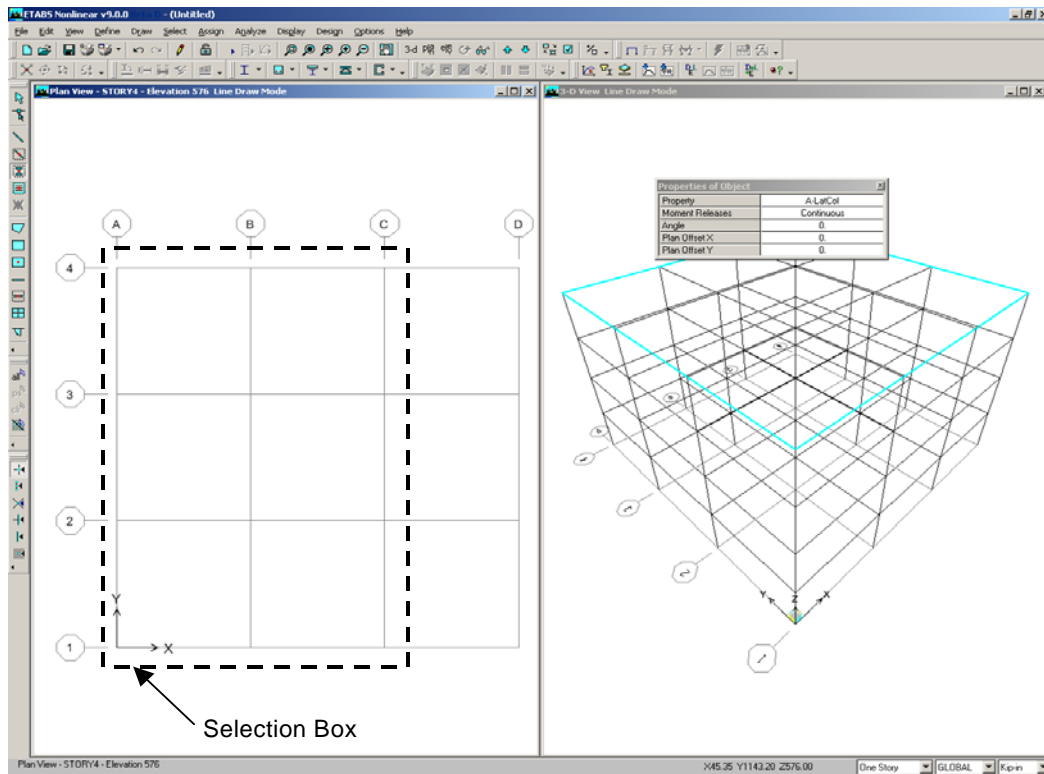 ETABS Nonlinear v9.0.0 - (Untitled)
File Edit View Define Draw Select Assign Analyze Display Design Options Help
3-d
Plan View - STORY4 - Elevation 576 Line Draw Mode
3-D View Line Draw Mode
Properties of Object
Property A-LatCol
Moment Releases Continuous
Angle 0.
Plan Offset X 0.
Plan Offset Y 0.
A B C D
4
3
2
1
Y
X
Selection Box
Y Z X
Plan View - STORY4 - Elevation 576
X45.35 Y1143.20 Z576.00 One Story GLOBAL Kip-in